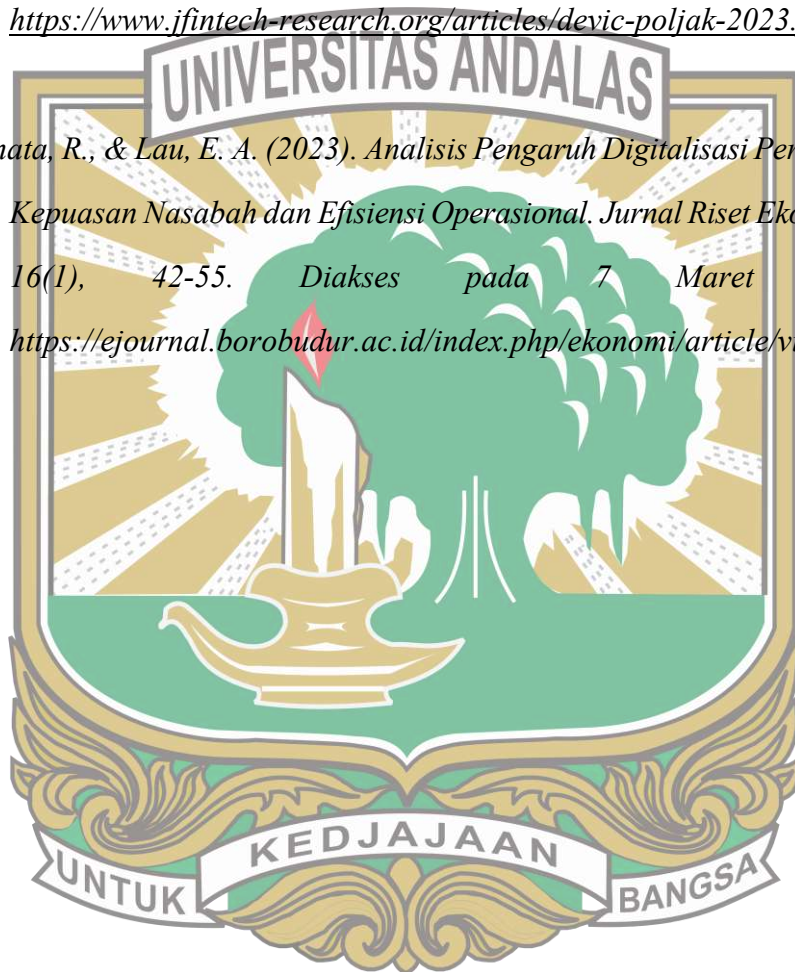 https://www.jfintech-research.org/articles/devic-poljak-2023.
UNIVERSITAS ANDALAS
nata, R., & Lau, E. A. (2023). Analisis Pengaruh Digitalisasi Per
Kepuasan Nasabah dan Efisiensi Operasional. Jurnal Riset Eko
16(1), 42-55. Diakses pada 7 Maret
https://ejournal.borobudur.ac.id/index.php/ekonomi/article/vi
KEDJAJAAN
UNTUK BANGSA